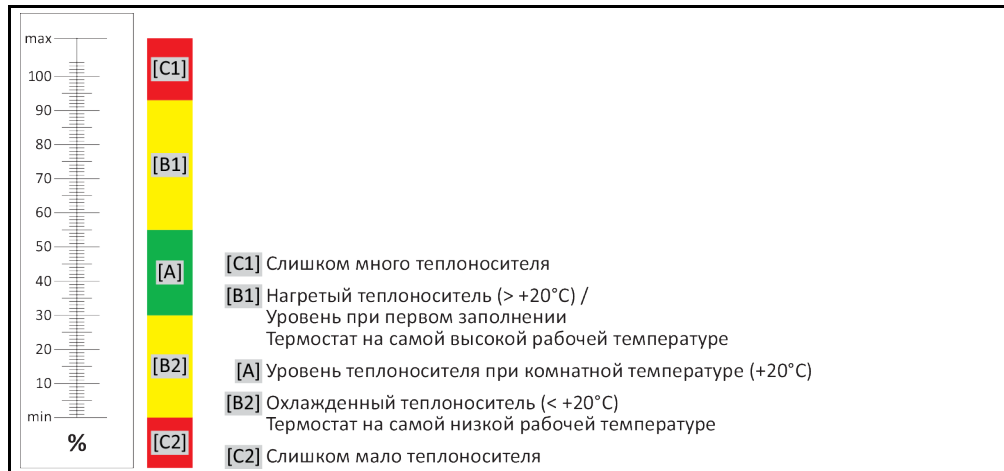 max
100
90
80
70
60
50
40
30
20
10
min
%
[C1]
[B1]
[A]
[B2]
[C2]
[C1] Слишком много теплоносителя
[B1] Нагретый теплоноситель (> +20°C) /
Уровень при первом заполнении
Термостат на самой высокой рабочей температуре
[A] Уровень теплоносителя при комнатной температуре (+20°C)
[B2] Охлажденный теплоноситель (< +20°C)
Термостат на самой низкой рабочей температуре
[C2] Слишком мало теплоносителя